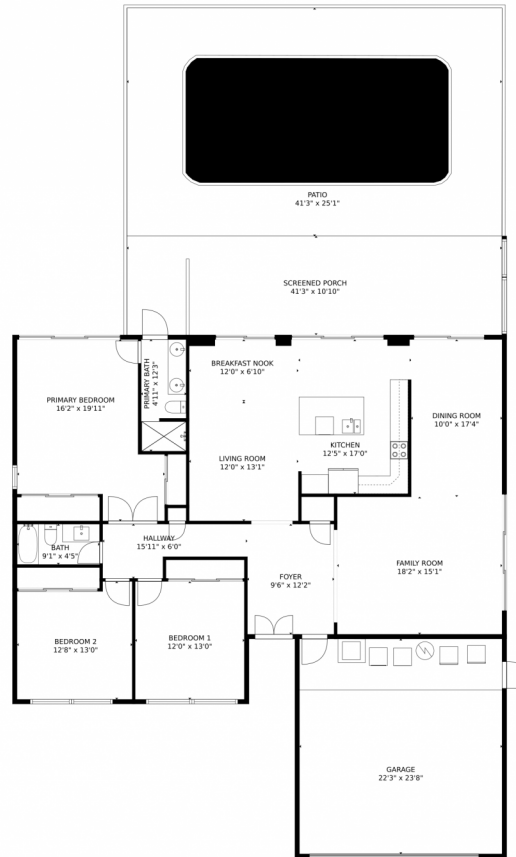 PATIO
41'3" x 25'1"
SCREENED PORCH
41'3" x 10'10"
BREAKFAST NOOK
12'0" x 6'10"
PRIMARY BATH
4'11" x 12'3"
PRIMARY BEDROOM
16'2" x 19'11"
DINING ROOM
10'0" x 17'4"
KITCHEN
12'5" x 17'0"
LIVING ROOM
12'0" x 13'1"
HALLWAY
15'11" x 6'0"
BATH
9'1" x 4'5"
FAMILY ROOM
18'2" x 15'1"
FOYER
9'6" x 12'2"
BEDROOM 2
12'8" x 13'0"
BEDROOM 1
12'0" x 13'0"
GARAGE
22'3" x 23'8"